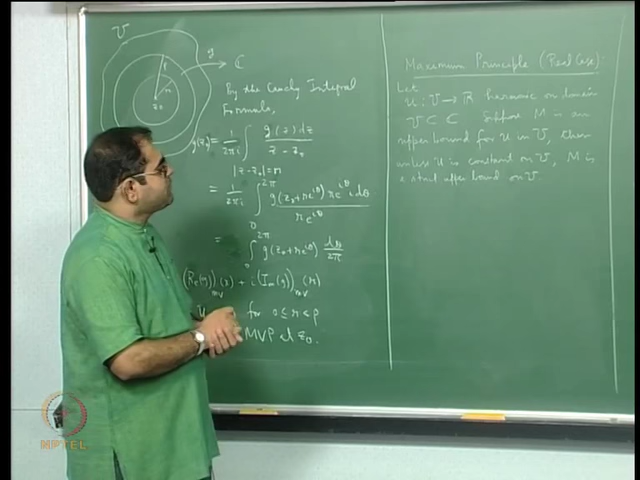 U
g
ℂ
ρ
r
z₀
By the Cauchy Integral
Formula,
g(z₀) = 1/2πi ∫ g(z)dz / z - z₀
|z - z₀| = r
= 1/2πi ∫₀^2π g(z₀+re^iθ) re^iθ i dθ / re^iθ
= ∫₀^2π g(z₀+re^iθ) dθ/2π
(Re(g))_MV (r) + i (Im(g))_MV (r)
for 0 ≤ r < ρ
MVP at z₀.
Maximum Principle (Real Case):
Let
u: U → ℝ harmonic on domain
U ⊂ ℂ Suppose M is an
upper bound for u in U, then
unless u is constant on U, M is
a strict upper bound on U.
NPTEL